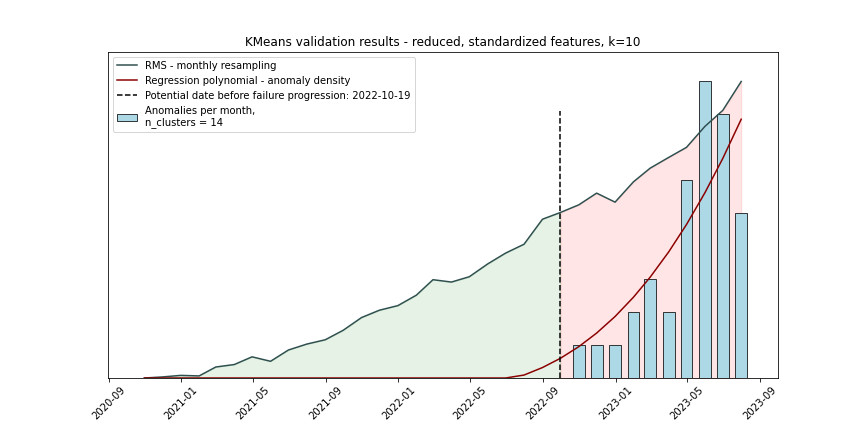 KMeans validation results - reduced, standardized features, k=10
RMS - monthly resampling
Regression polynomial - anomaly density
Potential date before failure progression: 2022-10-19
Anomalies per month,
n_clusters = 14
2020-09
2021-01
2021-05
2021-09
2022-01
2022-05
2022-09
2023-01
2023-05
2023-09